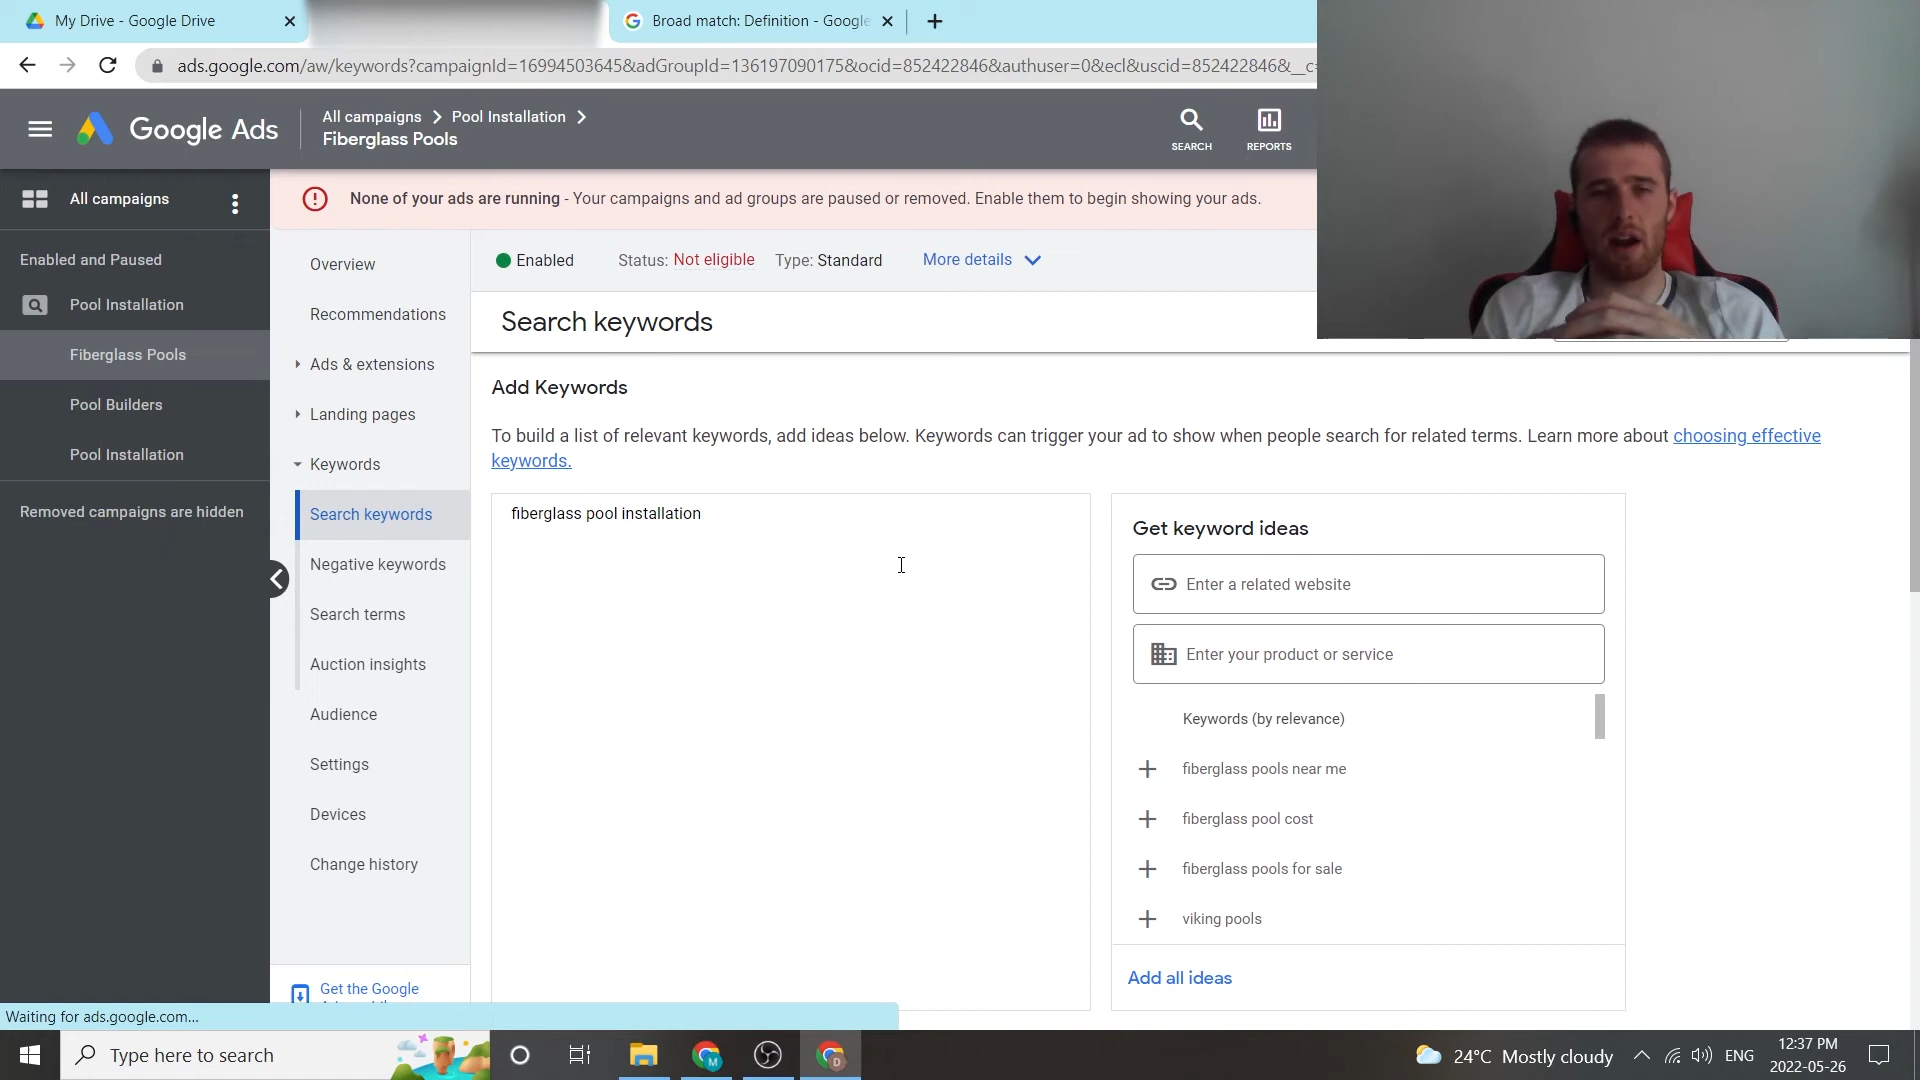 My Drive - Google Drive
Broad match: Definition - Google
ads.google.com/aw/keywords?campaignId=16994503645&adGroupId=136197090175&ocid=852422846&authuser=0&ecl&uscid=852422846&__c=
Google Ads
All campaigns > Pool Installation >
Fiberglass Pools
SEARCH
REPORTS
All campaigns
None of your ads are running - Your campaigns and ad groups are paused or removed. Enable them to begin showing your ads.
Enabled and Paused
Pool Installation
Fiberglass Pools
Pool Builders
Pool Installation
Removed campaigns are hidden
Overview
Recommendations
Ads & extensions
Landing pages
Keywords
Search keywords
Negative keywords
Search terms
Auction insights
Audience
Settings
Devices
Change history
Get the Google
Enabled Status: Not eligible Type: Standard More details
Search keywords
Add Keywords
To build a list of relevant keywords, add ideas below. Keywords can trigger your ad to show when people search for related terms. Learn more about choosing effective
keywords.
fiberglass pool installation
Get keyword ideas
Enter a related website
Enter your product or service
Keywords (by relevance)
fiberglass pools near me
fiberglass pool cost
fiberglass pools for sale
viking pools
Add all ideas
Waiting for ads.google.com...
Type here to search
M
D
24°C Mostly cloudy
ENG
12:37 PM
2022-05-26